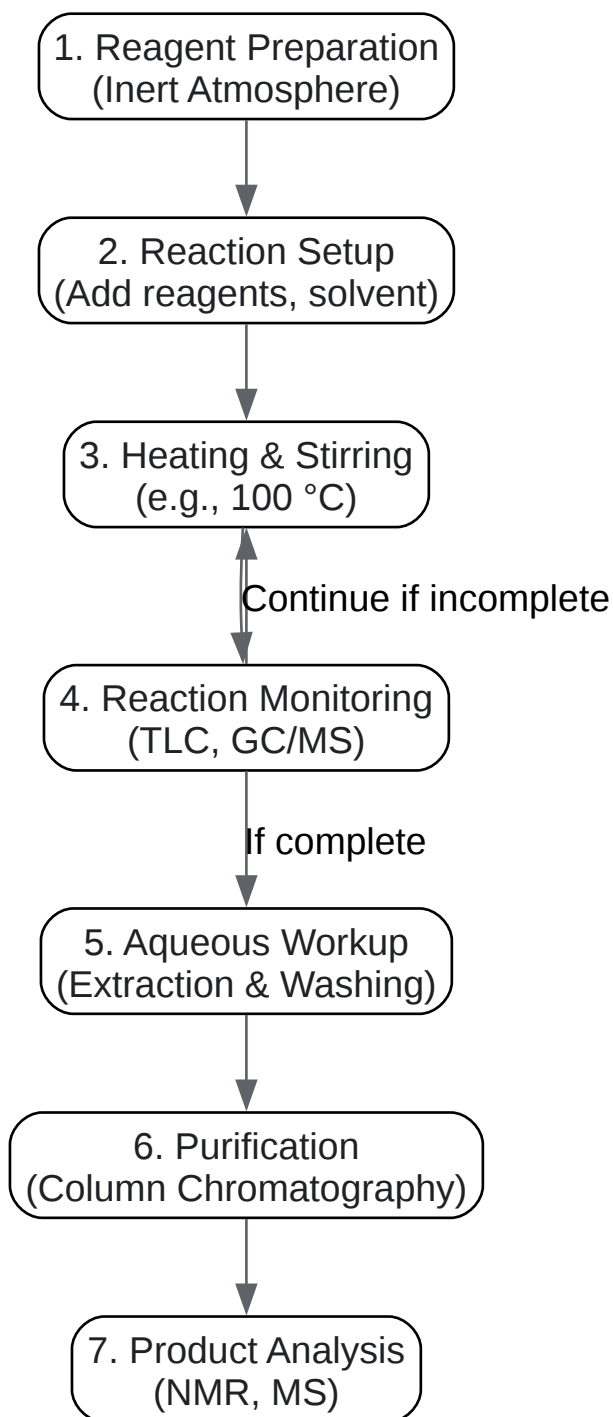 1. Reagent Preparation
(Inert Atmosphere)
2. Reaction Setup
(Add reagents, solvent)
3. Heating & Stirring
(e.g., 100 °C)
Continue if incomplete
4. Reaction Monitoring
(TLC, GC/MS)
If complete
5. Aqueous Workup
(Extraction & Washing)
6. Purification
(Column Chromatography)
7. Product Analysis
(NMR, MS)